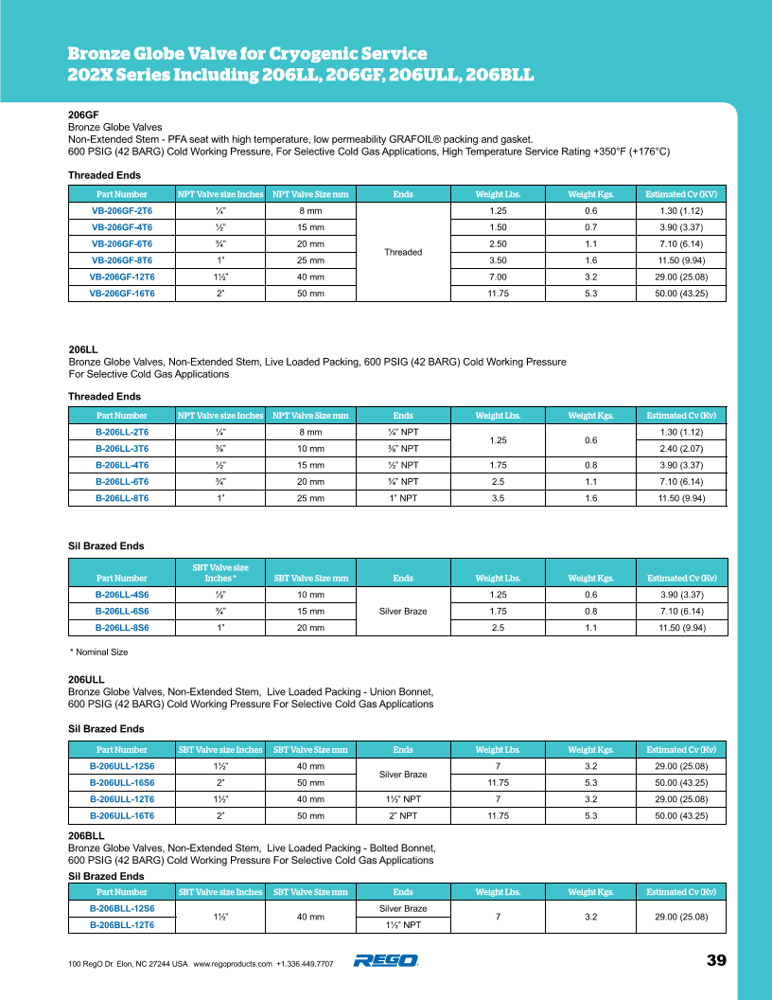 Bronze Globe Valve for Cryogenic Service
202X Series Including 206LL, 206GF, 206ULL, 206BLL
206GF
Bronze Globe Valves
Non-Extended Stem - PFA seat with high temperature, low permeability GRAFOIL® packing and gasket.
600 PSIG (42 BARG) Cold Working Pressure, For Selective Cold Gas Applications, High Temperature Service Rating +350°F (+176°C)
Threaded Ends
Part Number NPT Valve size Inches NPT Valve Size mm Ends Weight Lbs. Weight Kgs. Estimated Cv (KV)
VB-206GF-2T6 ¼" 8 mm 1.25 0.6 1.30 (1.12)
VB-206GF-4T6 ½" 15 mm 1.50 0.7 3.90 (3.37)
VB-206GF-6T6 ¾" 20 mm 2.50 1.1 7.10 (6.14)
Threaded
VB-206GF-8T6 1" 25 mm 3.50 1.6 11.50 (9.94)
VB-206GF-12T6 1½" 40 mm 7.00 3.2 29.00 (25.08)
VB-206GF-16T6 2" 50 mm 11.75 5.3 50.00 (43.25)
206LL
Bronze Globe Valves, Non-Extended Stem, Live Loaded Packing, 600 PSIG (42 BARG) Cold Working Pressure
For Selective Cold Gas Applications
Threaded Ends
Part Number NPT Valve size Inches NPT Valve Size mm Ends Weight Lbs. Weight Kgs. Estimated Cv (Kv)
B-206LL-2T6 ¼" 8 mm ¼" NPT 1.25 0.6 1.30 (1.12)
B-206LL-3T6 ⅜" 10 mm ⅜" NPT 2.40 (2.07)
B-206LL-4T6 ½" 15 mm ½" NPT 1.75 0.8 3.90 (3.37)
B-206LL-6T6 ¾" 20 mm ¾" NPT 2.5 1.1 7.10 (6.14)
B-206LL-8T6 1" 25 mm 1" NPT 3.5 1.6 11.50 (9.94)
Sil Brazed Ends
Part Number SBT Valve size Inches * SBT Valve Size mm Ends Weight Lbs. Weight Kgs. Estimated Cv (Kv)
B-206LL-4S6 ½" 10 mm 1.25 0.6 3.90 (3.37)
B-206LL-6S6 ¾" 15 mm Silver Braze 1.75 0.8 7.10 (6.14)
B-206LL-8S6 1" 20 mm 2.5 1.1 11.50 (9.94)
* Nominal Size
206ULL
Bronze Globe Valves, Non-Extended Stem, Live Loaded Packing - Union Bonnet,
600 PSIG (42 BARG) Cold Working Pressure For Selective Cold Gas Applications
Sil Brazed Ends
Part Number SBT Valve size Inches SBT Valve Size mm Ends Weight Lbs. Weight Kgs. Estimated Cv (Kv)
B-206ULL-12S6 1½" 40 mm Silver Braze 7 3.2 29.00 (25.08)
B-206ULL-16S6 2" 50 mm 11.75 5.3 50.00 (43.25)
B-206ULL-12T6 1½" 40 mm 1½" NPT 7 3.2 29.00 (25.08)
B-206ULL-16T6 2" 50 mm 2" NPT 11.75 5.3 50.00 (43.25)
206BLL
Bronze Globe Valves, Non-Extended Stem, Live Loaded Packing - Bolted Bonnet,
600 PSIG (42 BARG) Cold Working Pressure For Selective Cold Gas Applications
Sil Brazed Ends
Part Number SBT Valve size Inches SBT Valve Size mm Ends Weight Lbs. Weight Kgs. Estimated Cv (Kv)
B-206BLL-12S6 1½" 40 mm Silver Braze 7 3.2 29.00 (25.08)
B-206BLL-12T6 1½" NPT
100 RegO Dr. Elon, NC 27244 USA www.regoproducts.com +1.336.449.7707 REGO 39